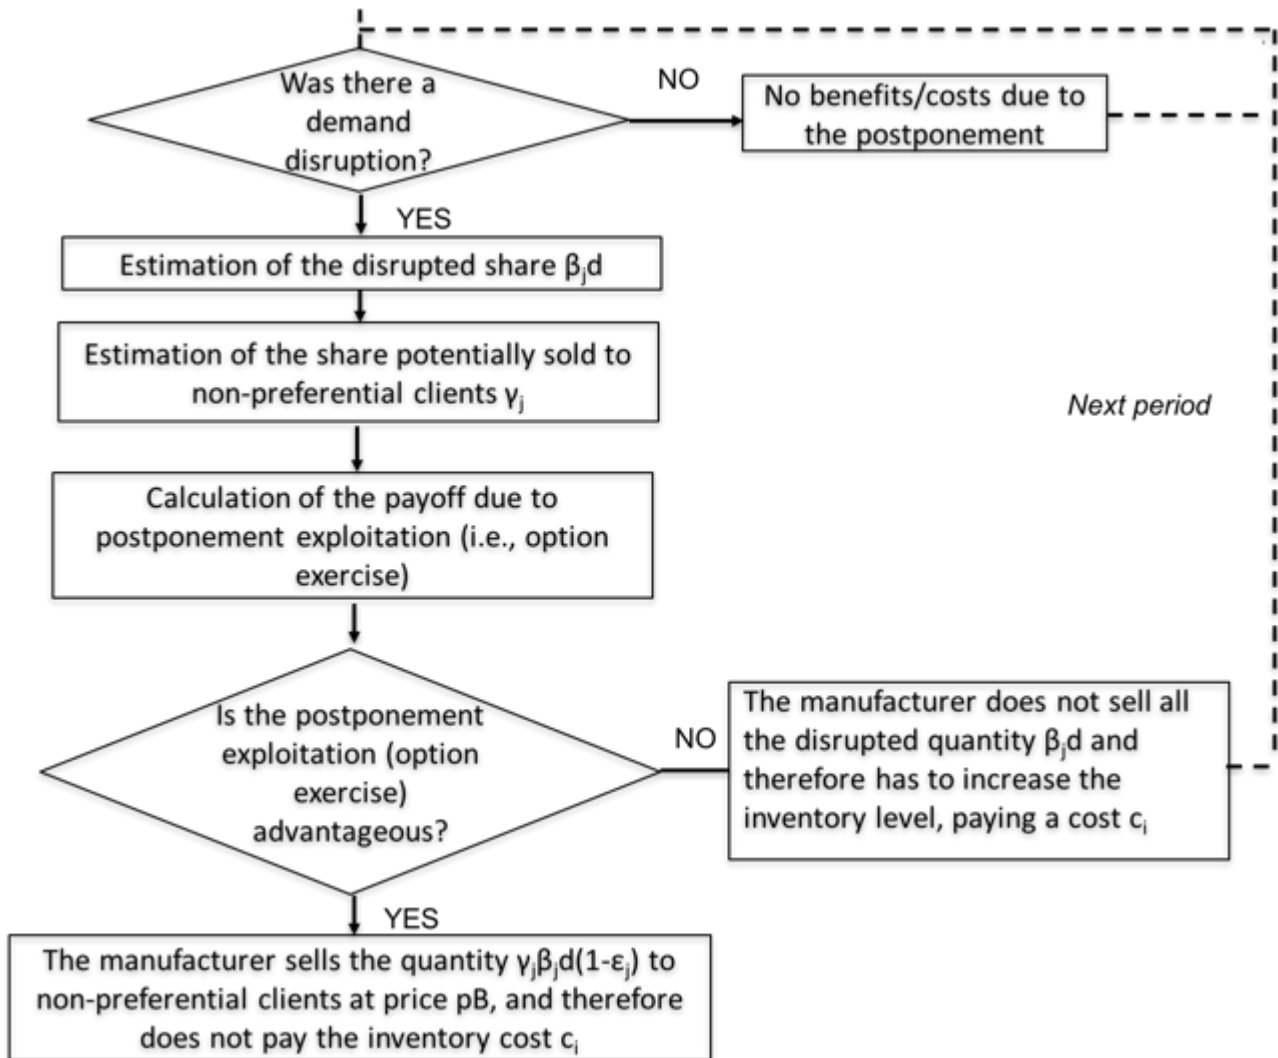 Was there a
demand
disruption?
NO
No benefits/costs due to
the postponement
YES
Estimation of the disrupted share βⱼd
Estimation of the share potentially sold to
non-preferential clients γⱼ
Next period
Calculation of the payoff due to
postponement exploitation (i.e., option
exercise)
Is the postponement
exploitation (option
exercise)
advantageous?
NO
The manufacturer does not sell all
the disrupted quantity βⱼd and
therefore has to increase the
inventory level, paying a cost cᵢ
YES
The manufacturer sells the quantity γⱼβⱼd(1-εⱼ) to
non-preferential clients at price pB, and therefore
does not pay the inventory cost cᵢ